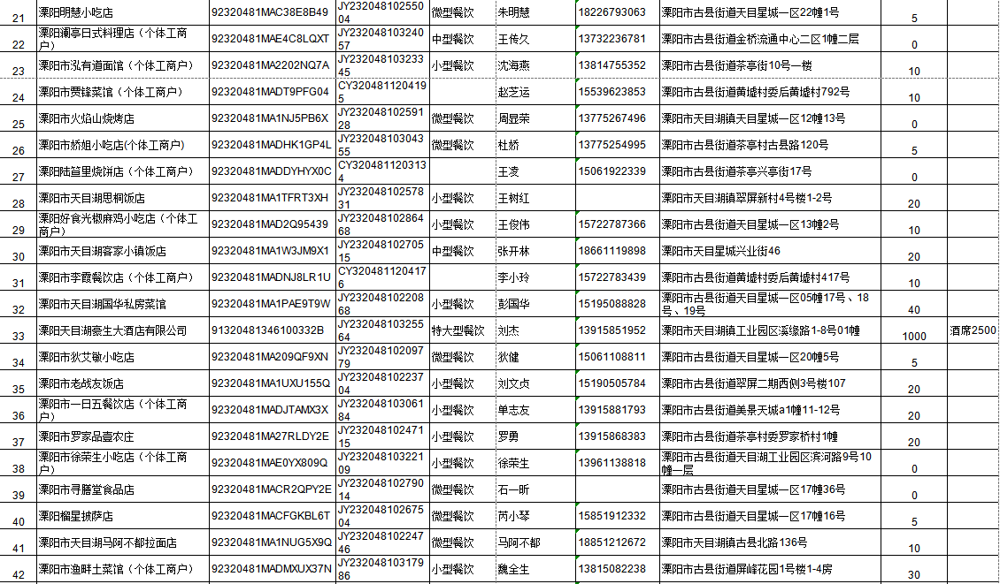 21 溧阳明慧小吃店 92320481MAC38E8B49 JY23204810255004 微型餐饮 朱明慧 18226793063 溧阳市古县街道天目星城一区22幢1号 5
22 溧阳阑亭日式料理店（个体工商户） 92320481MAE4C8LQXT JY23204810324057 中型餐饮 王传久 13732236781 溧阳市古县街道金桥流通中心二区1幢二层 0
23 溧阳市泓有道面馆（个体工商户） 92320481MA2202NQ7A JY23204810323345 小型餐饮 沈海燕 13814755352 溧阳市古县街道茶亭街10号一楼 10
24 溧阳市贾锋菜馆（个体工商户） 92320481MADT9PFG04 CY3204811204195 赵芝运 15539623853 溧阳市古县街道黄墟村委后黄墟村792号 10
25 溧阳市火焰山烧烤店 92320481MA1NJ5PB6X JY23204810259128 微型餐饮 周显荣 13775267496 溧阳市天目湖镇天目星城一区12幢13号 0
26 溧阳市娇姐小吃店(个体工商户) 92320481MADHK1GP4L JY23204810304355 微型餐饮 杜娇 13775254995 溧阳市古县街道茶亭村古县路120号 5
27 溧阳陆笪里烧饼店（个体工商户） 92320481MADDYHYX0C CY3204811203134 王凌 15061922339 溧阳市古县街道茶亭兴亭街17号 0
28 溧阳市天目湖思桐饭店 92320481MA1TFRT3XH JY23204810257831 小型餐饮 王树红 溧阳市天目湖镇翠屏新村4号楼1-2号 20
29 溧阳好食光椒麻鸡小吃店（个体工商户） 92320481MAD2Q95439 JY23204810286468 小型餐饮 王俊伟 15722787366 溧阳市古县街道天目星城一区13幢2号 10
30 溧阳市天目湖客家小镇饭店 92320481MA1W3JM9X1 JY23204810270515 中型餐饮 张开林 18661119898 溧阳市天目星城兴业街46 20
31 溧阳市李霞餐饮店（个体工商户） 92320481MADNJ8LR1U CY3204811204176 李小玲 15722783439 溧阳市古县街道黄墟村委后黄墟村417号 10
32 溧阳市天目湖国华私房菜馆 92320481MA1PAE9T9W JY23204810220868 小型餐饮 彭国华 15195088828 溧阳市古县街道天目星城一区05幢17号、18号、19号 40
33 溧阳天目湖豪生大酒店有限公司 91320481346100332B JY23204810325564 特大型餐饮 刘杰 13915851952 溧阳市天目湖镇工业园区溪缘路1-8号01幢 1000 酒席2500
34 溧阳市狄艾敏小吃店 92320481MA209QF9XN JY23204810209779 微型餐饮 狄健 15061108811 溧阳市古县街道天目星城一区20幢5号 5
35 溧阳市老战友饭店 92320481MA1UXU155Q JY23204810223704 小型餐饮 刘文贞 15190505784 溧阳市古县街道翠屏二期西侧3号楼107 20
36 溧阳市一日五餐饮店（个体工商户） 92320481MADJTAMX3X JY23204810306184 小型餐饮 单志友 13915881793 溧阳市古县街道美景天城a1幢11-12号 20
37 溧阳市罗家品壹农庄 92320481MA27RLDY2E JY23204810247115 小型餐饮 罗勇 13915868383 溧阳市古县街道茶亭村委罗家桥村1幢 20
38 溧阳市徐荣生小吃店（个体工商户） 92320481MAE0YX809Q JY23204810322109 小型餐饮 徐荣生 13961138818 溧阳市古县街道天目湖工业园区滨河路9号10幢一层 0
39 溧阳市寻膳堂食品店 92320481MACR2QPY2E JY23204810279014 微型餐饮 石一昕 溧阳市古县街道天目星城一区17幢36号 0
40 溧阳榴星披萨店 92320481MACFGKBL6T JY23204810267504 微型餐饮 芮小琴 15851912332 溧阳市古县街道天目星城一区17幢16号 5
41 溧阳市天目湖马阿不都拉面店 92320481MA1NUG5X9Q JY23204810224746 微型餐饮 马阿不都 18851212672 溧阳市天目湖镇古县北路136号 10
42 溧阳市渔畔土菜馆（个体工商户） 92320481MADMXUX37N JY23204810317986 小型餐饮 魏全生 13815082238 溧阳市古县街道屏峰花园1号楼1-4房 30